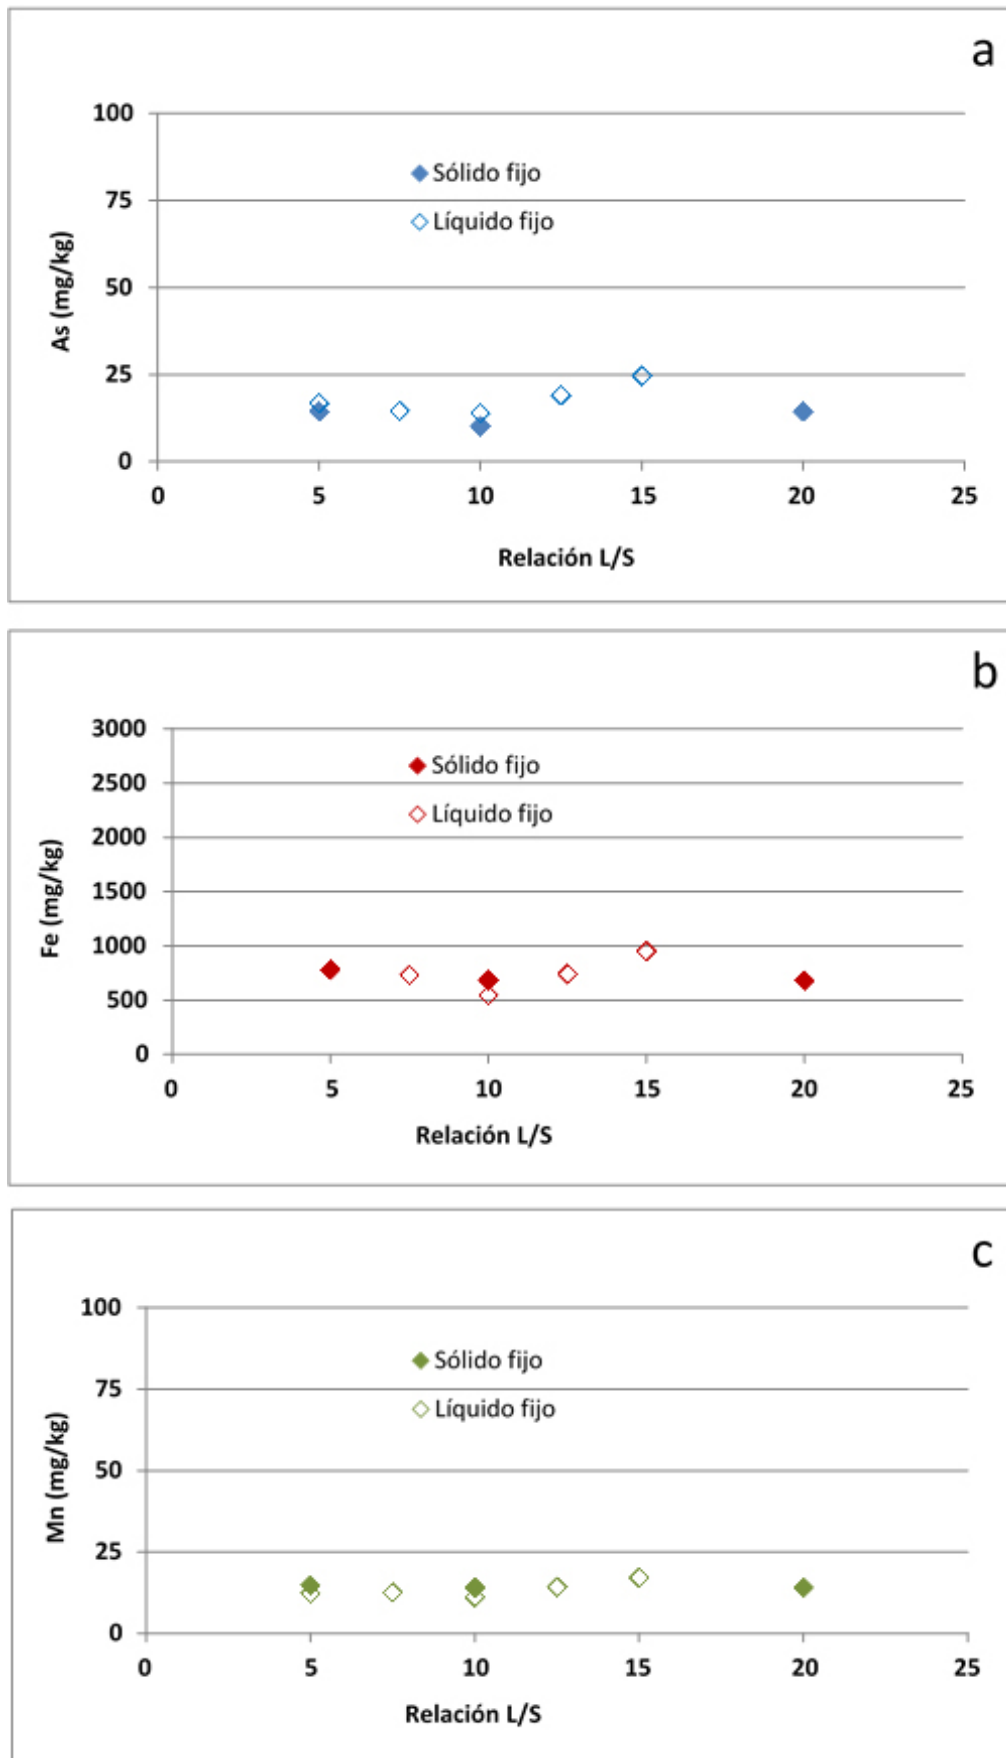 a
100
Sólido fijo
75
Líquido fijo
50
As (mg/kg)
25
0
0 5 10 15 20 25
Relación L/S
b
3000
Sólido fijo
2500
Líquido fijo
2000
1500
Fe (mg/kg)
1000
500
0
0 5 10 15 20 25
Relación L/S
c
100
Sólido fijo
75
Líquido fijo
50
Mn (mg/kg)
25
0
0 5 10 15 20 25
Relación L/S